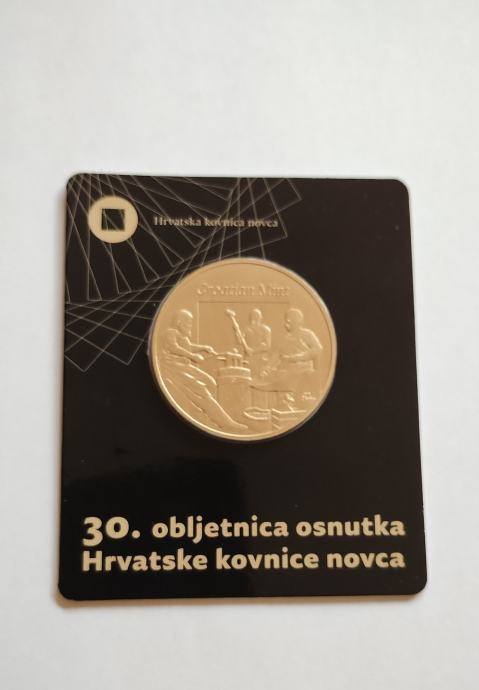 Hrvatska kovnica novca
Croatian Mint
30. obljetnica osnutka
Hrvatske kovnice novca